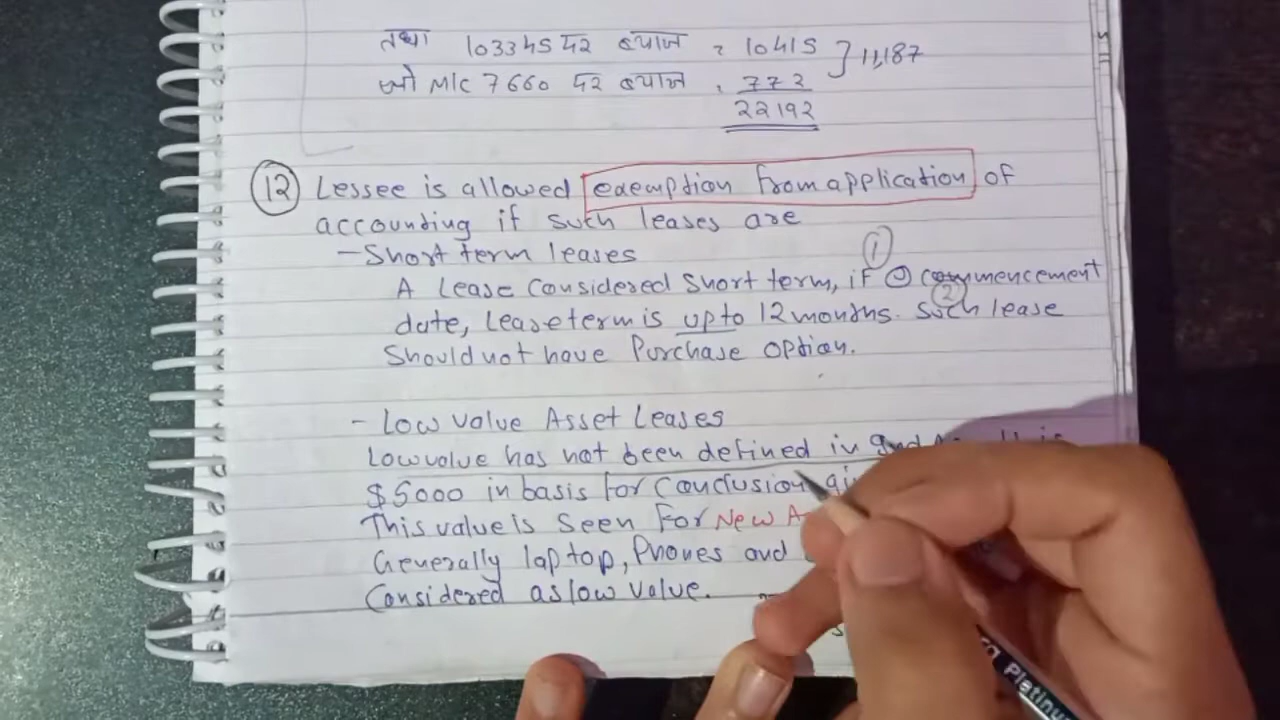 तथा 103345 पर ब्याज = 10415 } 11,187
और M/c 7660 पर ब्याज = 772
22192
(12) Lessee is allowed exemption from application of
accounting if such leases are
- Short term leases
(1)
A Lease considered short term, if @ commencement
(2)
date, Lease term is upto 12 months. Such lease
Should not have Purchase option.
- Low value Asset Leases
Low value has not been defined in Ind
$5000 in basis for conclusion
This value is seen for New
Generally laptop, Phones and
Considered as low value.
Platinu